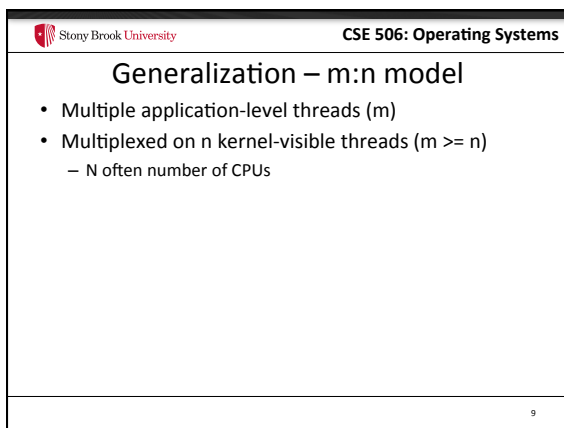 Stony Brook University
CSE 506: Operating Systems
Generalization – m:n model
• Multiple application-level threads (m)
• Multiplexed on n kernel-visible threads (m >= n)
– N often number of CPUs
9